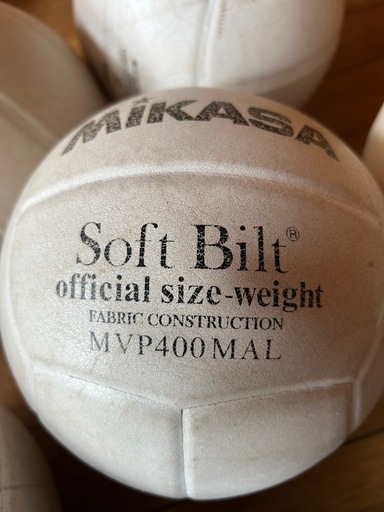 MIKASA
Soft Bilt®
official size-weight
FABRIC CONSTRUCTION
MVP400 MAL